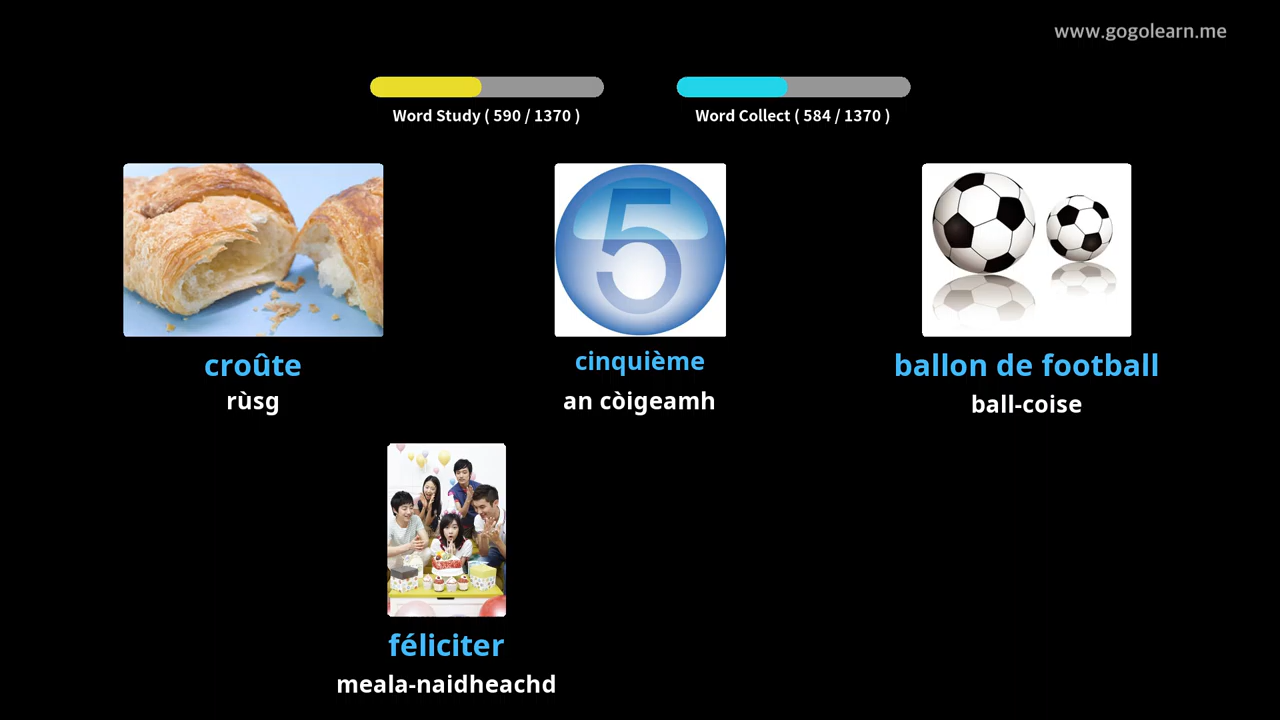 www.gogolearn.me
Word Study ( 590 / 1370 )
Word Collect ( 584 / 1370 )
5
croûte
rùsg
cinquième
an còigeamh
ballon de football
ball-coise
féliciter
meala-naidheachd